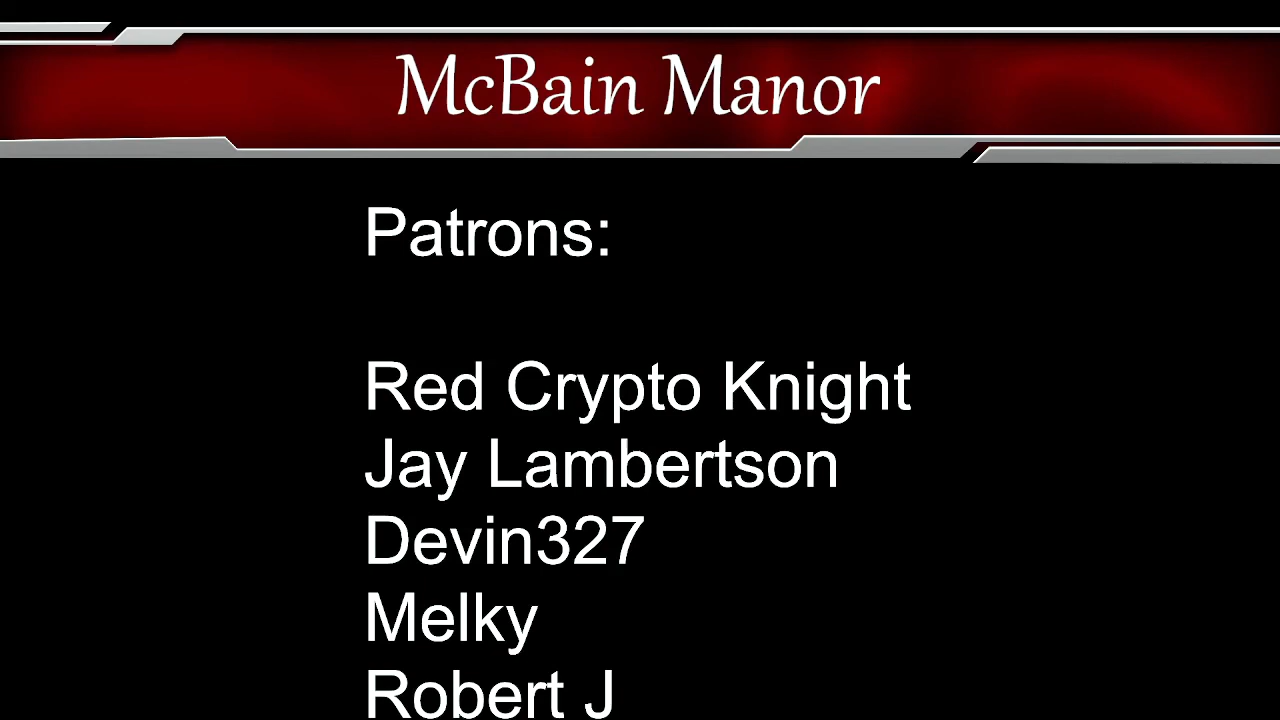 McBain Manor
Patrons:
Red Crypto Knight
Jay Lambertson
Devin327
Melky
Robert J